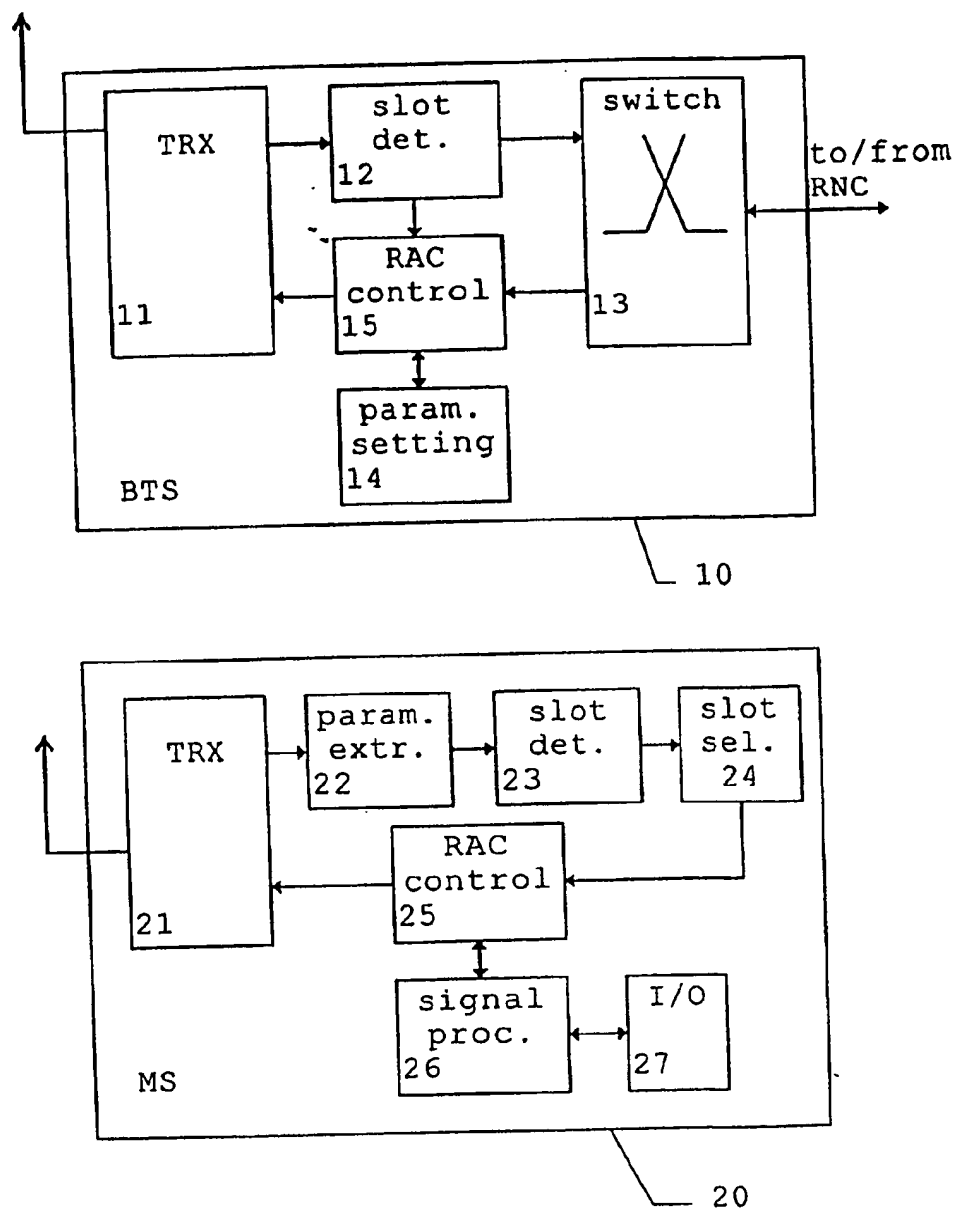 TRX
11
slot
det.
12
switch
13
to/from
RNC
RAC
control
15
param.
setting
14
BTS
10
TRX
21
param.
extr.
22
slot
det.
23
slot
sel.
24
RAC
control
25
signal
proc.
26
I/O
27
MS
20